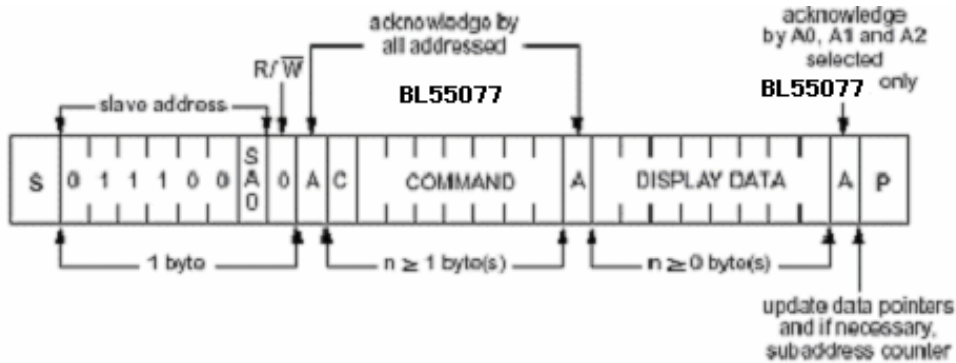 acknowledge by
all addressed
BL55077
acknowledge
by A0, A1 and A2
selected
BL55077 only
R/W
slave address
S 0 1 1 1 0 0 SA0 0 A C COMMAND A DISPLAY DATA A P
1 byte
n ≥ 1 byte(s)
n ≥ 0 byte(s)
update data pointers
and if necessary,
subaddress counter